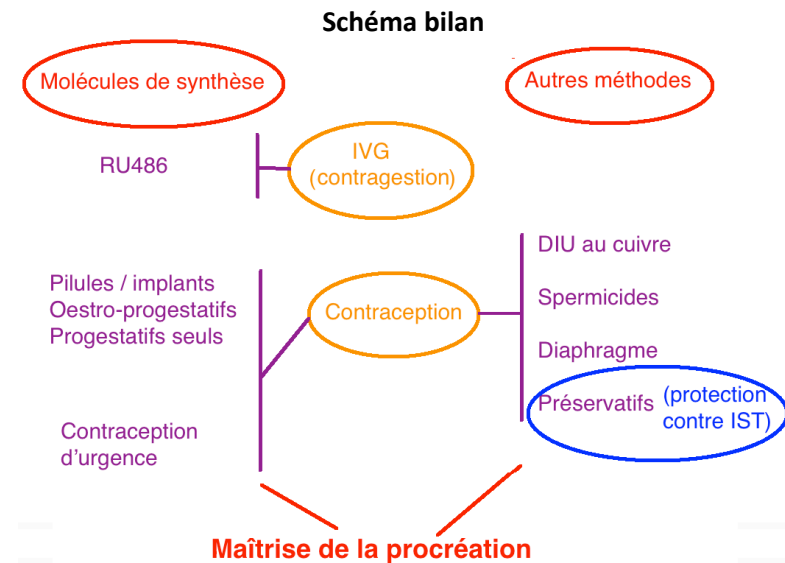 Schéma bilan
Molécules de synthèse
Autres méthodes
RU486
IVG
(contragestion)
Pilules / implants
Oestro-progestatifs
Progestatifs seuls
Contraception
d'urgence
Contraception
DIU au cuivre
Spermicides
Diaphragme
Préservatifs (protection
contre IST)
Maîtrise de la procréation